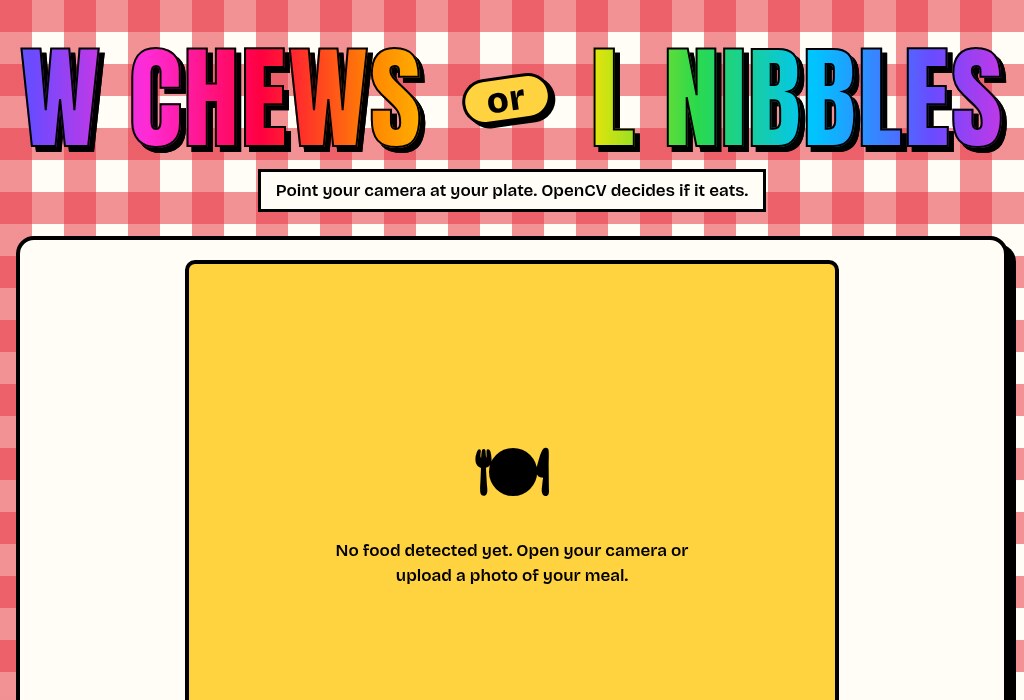 W CHEWS or L NIBBLES
Point your camera at your plate. OpenCV decides if it eats.
No food detected yet. Open your camera or
upload a photo of your meal.